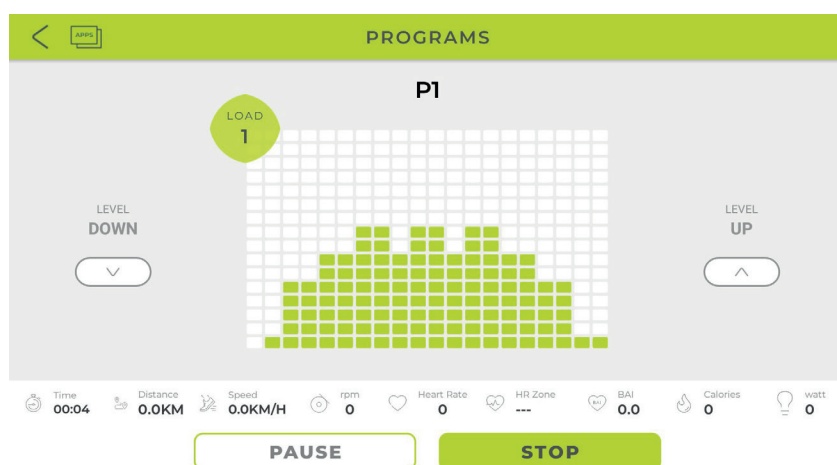 APPS
PROGRAMS
P1
LOAD
1
LEVEL
DOWN
LEVEL
UP
Time
00:04
Distance
0.0KM
Speed
0.0KM/H
rpm
0
Heart Rate
0
HR Zone
---
BAI
BAI
0.0
Calories
0
watt
0
PAUSE
STOP